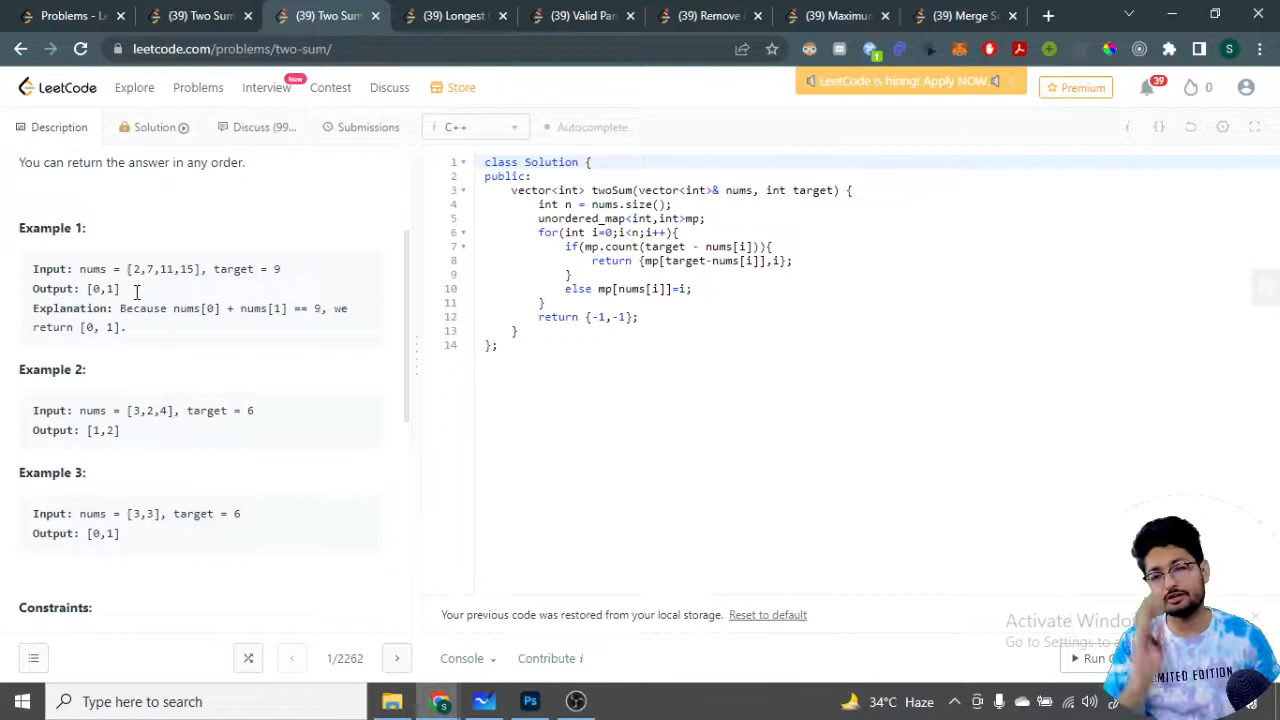 Problems - Le
(39) Two Sum
(39) Two Sum
(39) Longest
(39) Valid Par
(39) Remove
(39) Maximum
(39) Merge So
leetcode.com/problems/two-sum/
1
S
LeetCode
Explore
Problems
Interview
New
Contest
Discuss
Store
LeetCode is hiring! Apply NOW
Premium
39
0
Description
Solution
Discuss (99...
Submissions
i C++
Autocomplete
You can return the answer in any order.
Example 1:
Input: nums = [2,7,11,15], target = 9
Output: [0,1]
Explanation: Because nums[0] + nums[1] == 9, we
return [0, 1].
Example 2:
Input: nums = [3,2,4], target = 6
Output: [1,2]
Example 3:
Input: nums = [3,3], target = 6
Output: [0,1]
Constraints:
1 class Solution {
2 public:
3 vector<int> twoSum(vector<int>& nums, int target) {
4 int n = nums.size();
5 unordered_map<int,int>mp;
6 for(int i=0;i<n;i++){
7 if(mp.count(target - nums[i])){
8 return {mp[target-nums[i]],i};
9 }
10 else mp[nums[i]]=i;
11 }
12 return {-1,-1};
13 }
14 };
Your previous code was restored from your local storage. Reset to default
Activate Windo
Go to Settings to a
1/2262
Console
Contribute i
Run
Type here to search
Ps
34°C Haze
LIMITED EDITION